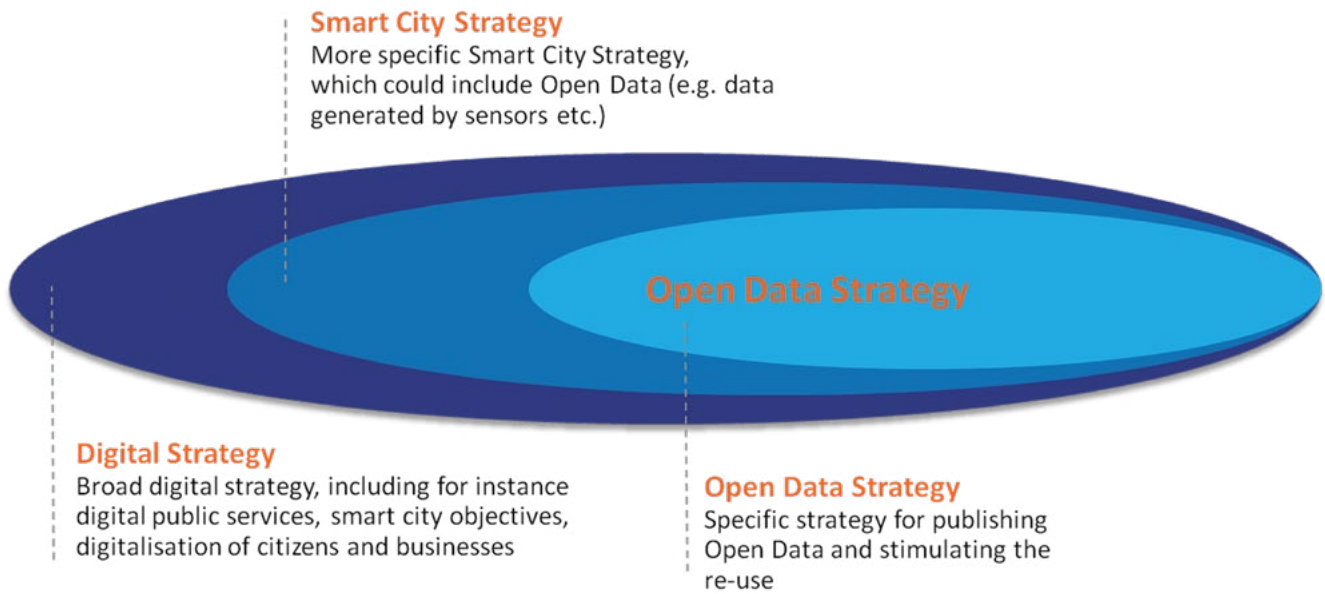 Smart City Strategy
More specific Smart City Strategy,
which could include Open Data (e.g. data
generated by sensors etc.)
Open Data Strategy
Digital Strategy
Broad digital strategy, including for instance
digital public services, smart city objectives,
digitalisation of citizens and businesses
Open Data Strategy
Specific strategy for publishing
Open Data and stimulating the
re-use